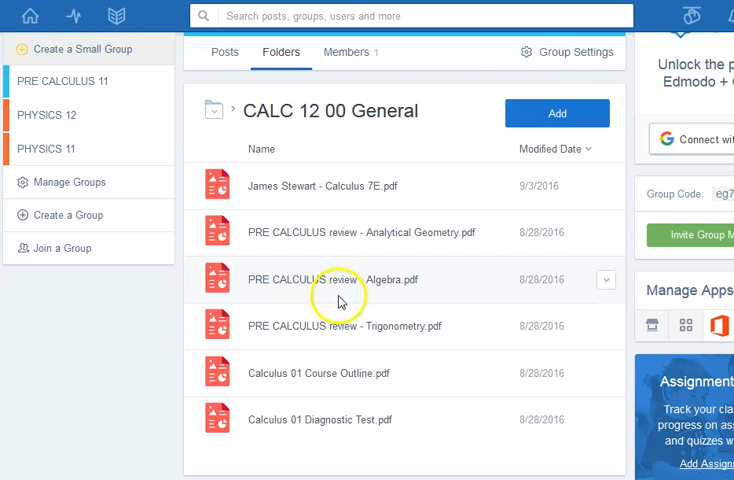 Search posts, groups, users and more
Create a Small Group
PRE CALCULUS 11
PHYSICS 12
PHYSICS 11
Manage Groups
Create a Group
Join a Group
Posts
Folders
Members 1
Group Settings
CALC 12 00 General
Add
Name
Modified Date
James Stewart - Calculus 7E.pdf
9/3/2016
PRE CALCULUS review - Analytical Geometry.pdf
8/28/2016
PRE CALCULUS review - Algebra.pdf
8/28/2016
PRE CALCULUS review - Trigonometry.pdf
8/28/2016
Calculus 01 Course Outline.pdf
8/28/2016
Calculus 01 Diagnostic Test.pdf
8/28/2016
Unlock the p
Edmodo +
G Connect wit
Group Code: eg7
Invite Group M
Manage Apps
Assignment
Track your cla
progress on ass
and quizzes w
Add Assign